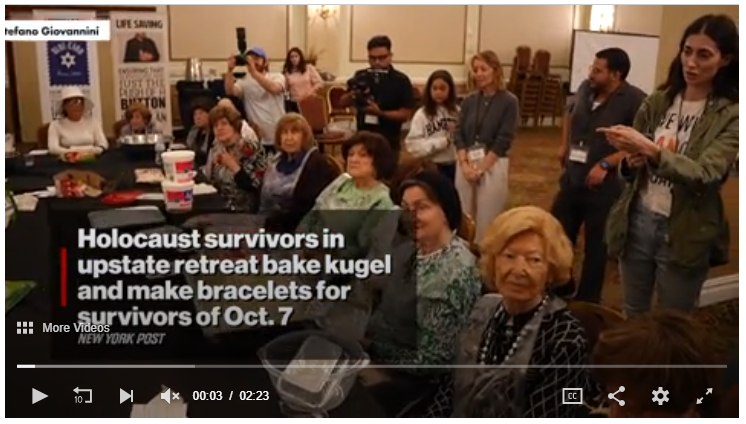 tefano Giovannini
LIFE SAVING
Holocaust survivors in
upstate retreat bake kugel
and make bracelets for
survivors of Oct. 7
NEW YORK POST
More Videos
10
00:03 / 02:23
CC